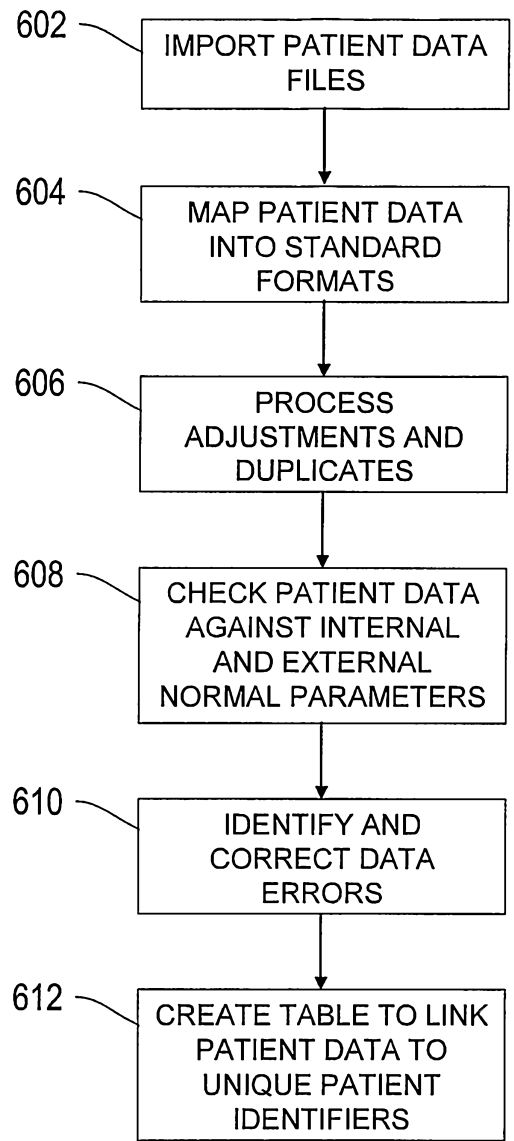 602
IMPORT PATIENT DATA
FILES
604
MAP PATIENT DATA
INTO STANDARD
FORMATS
606
PROCESS
ADJUSTMENTS AND
DUPLICATES
608
CHECK PATIENT DATA
AGAINST INTERNAL
AND EXTERNAL
NORMAL PARAMETERS
610
IDENTIFY AND
CORRECT DATA
ERRORS
612
CREATE TABLE TO LINK
PATIENT DATA TO
UNIQUE PATIENT
IDENTIFIERS